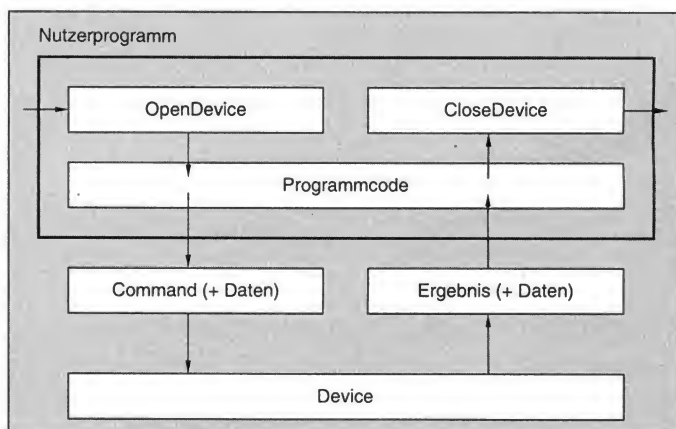 Nutzerprogramm
OpenDevice
CloseDevice
Programmcode
Command (+ Daten)
Ergebnis (+ Daten)
Device